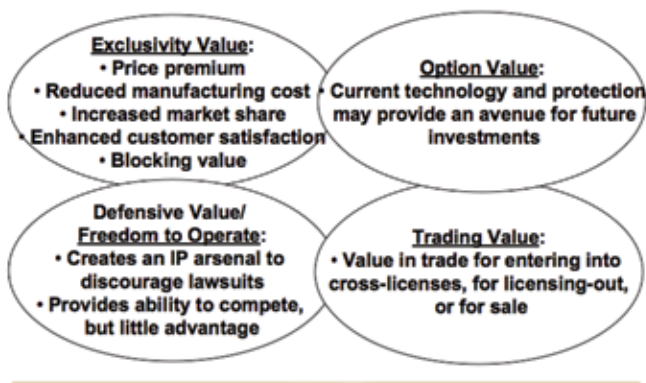 Exclusivity Value:
• Price premium
• Reduced manufacturing cost
• Increased market share
• Enhanced customer satisfaction
• Blocking value
Option Value:
• Current technology and protection
may provide an avenue for future
investments
Defensive Value/
Freedom to Operate:
• Creates an IP arsenal to
discourage lawsuits
• Provides ability to compete,
but little advantage
Trading Value:
• Value in trade for entering into
cross-licenses, for licensing-out,
or for sale